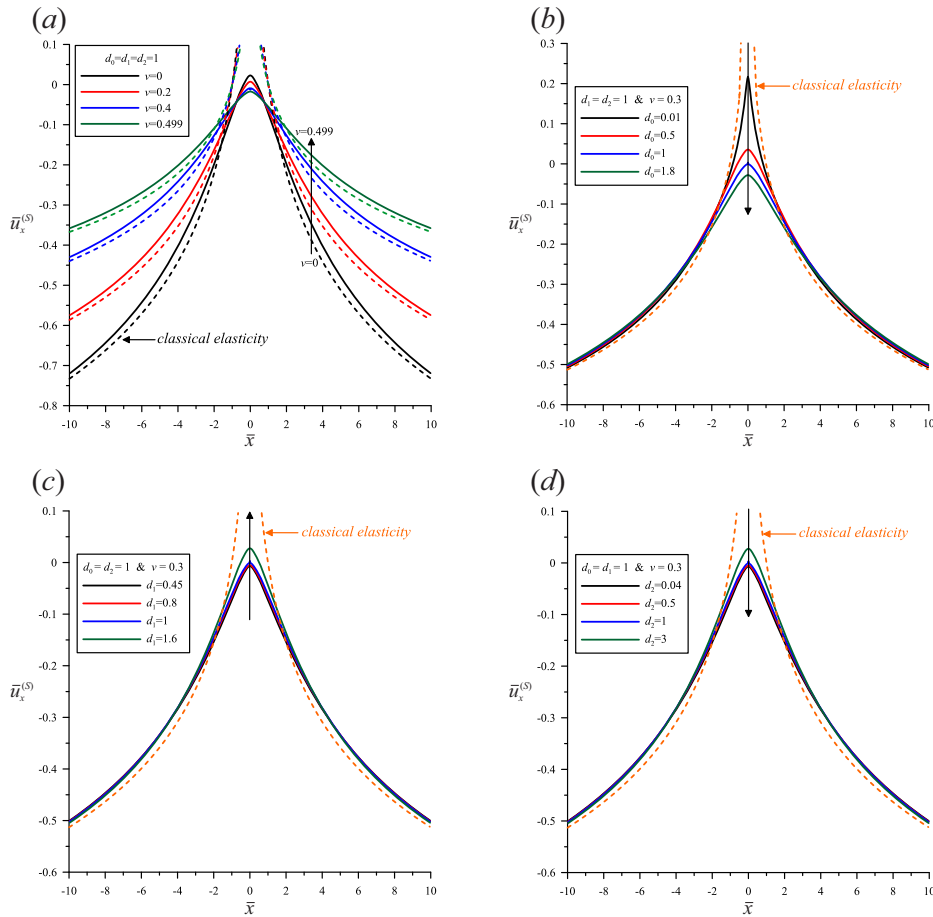 (a)
0.1
0
-0.1
-0.2
-0.3
-0.4
-0.5
-0.6
-0.7
-0.8
d₀=d₁=d₂=1
ν=0
ν=0.2
ν=0.4
ν=0.499
ν=0.499
ν=0
classical elasticity
ū_x^(S)
-10 -8 -6 -4 -2 0 2 4 6 8 10
x̄
(b)
0.3
0.2
0.1
0
-0.1
-0.2
-0.3
-0.4
-0.5
-0.6
classical elasticity
d₁= d₂ = 1 & ν = 0.3
d₀=0.01
d₀=0.5
d₀=1
d₀=1.8
ū_x^(S)
-10 -8 -6 -4 -2 0 2 4 6 8 10
x̄
(c)
0.1
0
-0.1
-0.2
-0.3
-0.4
-0.5
-0.6
classical elasticity
d₀= d₂ = 1 & ν = 0.3
d₁=0.45
d₁=0.8
d₁=1
d₁=1.6
ū_x^(S)
-10 -8 -6 -4 -2 0 2 4 6 8 10
x̄
(d)
0.1
0
-0.1
-0.2
-0.3
-0.4
-0.5
-0.6
classical elasticity
d₀= d₁ = 1 & ν = 0.3
d₂=0.04
d₂=0.5
d₂=1
d₂=3
ū_x^(S)
-10 -8 -6 -4 -2 0 2 4 6 8 10
x̄